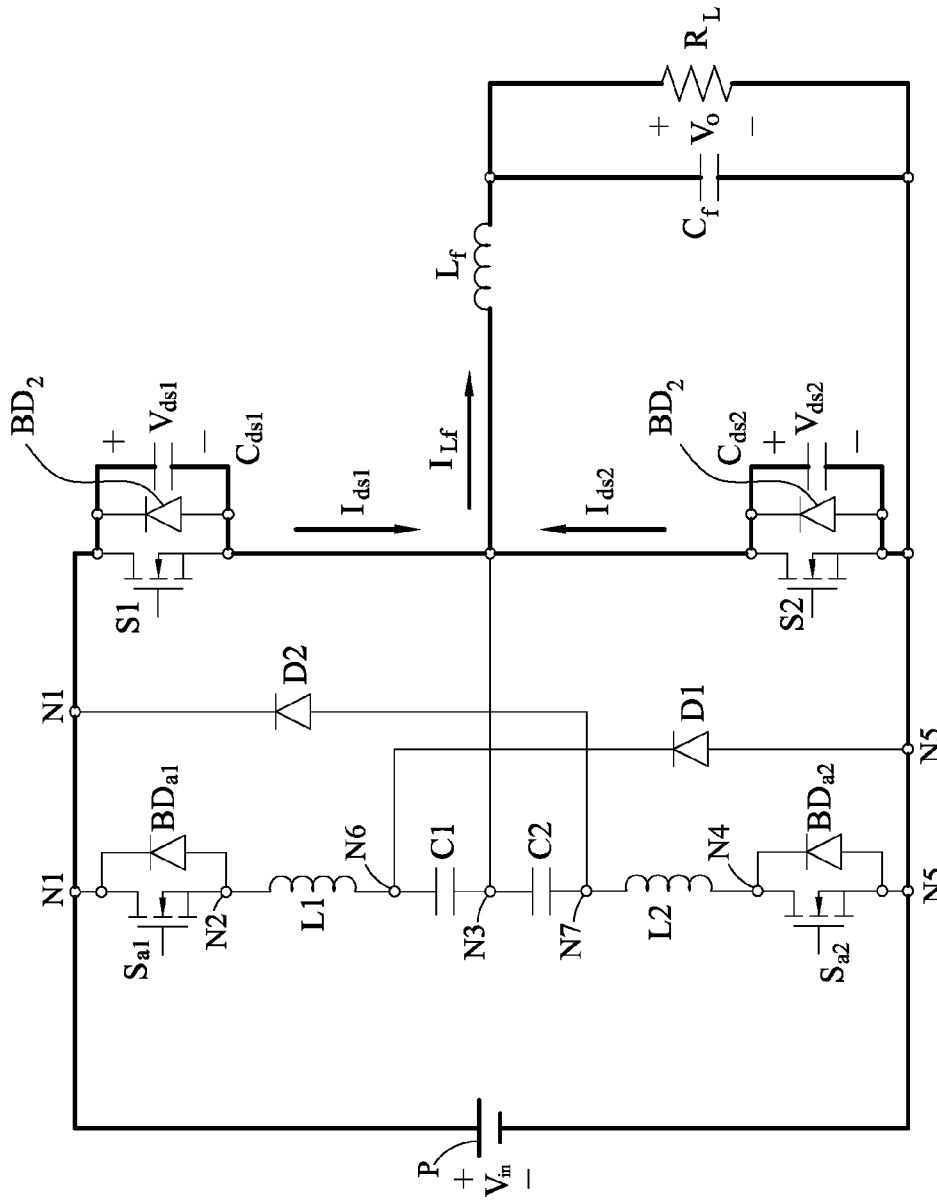 P
+
Vin
−
N1
Sa1
BDa1
N2
L1
N6
C1
N3
C2
N7
L2
N4
Sa2
BDa2
N5
N1
D2
D1
N5
S1
BD2
+
Vds1
−
Cds1
Ids1
ILf
Ids2
S2
Cds2
+
Vds2
−
BD2
Lf
Cf
+
Vo
−
RL